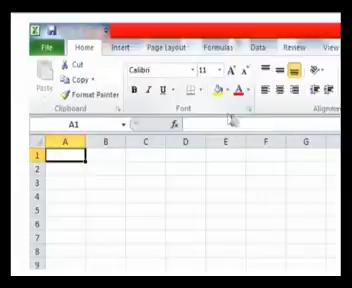 File Home Insert Page Layout Formulas Data Review View
Cut
Calibri 11 A A
Copy
Paste Format Painter
B I U A
Clipboard Font Alignme
A1 fx
A B C D E F G
1
2
3
4
5
6
7
8
9